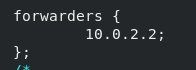 forwarders {
        10.0.2.2;
};
/*